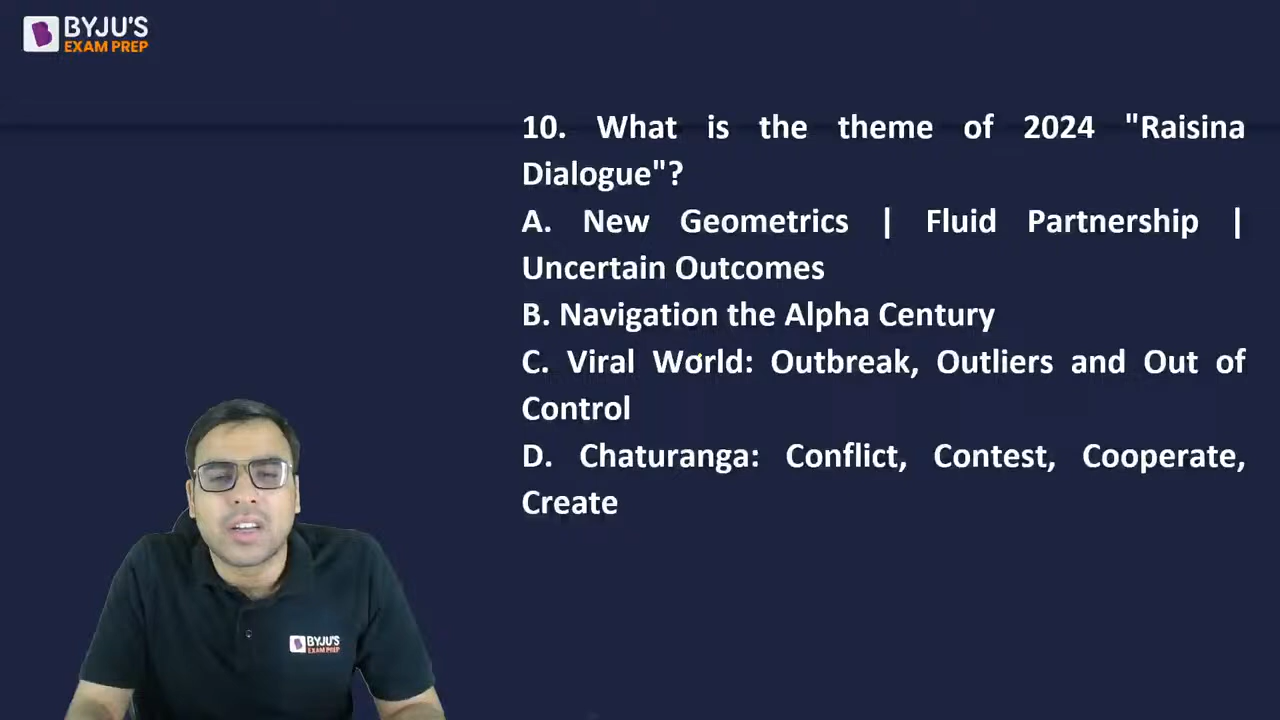 BYJU'S
EXAM PREP
10. What is the theme of 2024 "Raisina
Dialogue"?
A. New Geometrics | Fluid Partnership |
Uncertain Outcomes
B. Navigation the Alpha Century
C. Viral World: Outbreak, Outliers and Out of
Control
D. Chaturanga: Conflict, Contest, Cooperate,
Create
BYJU'S
EXAM PREP